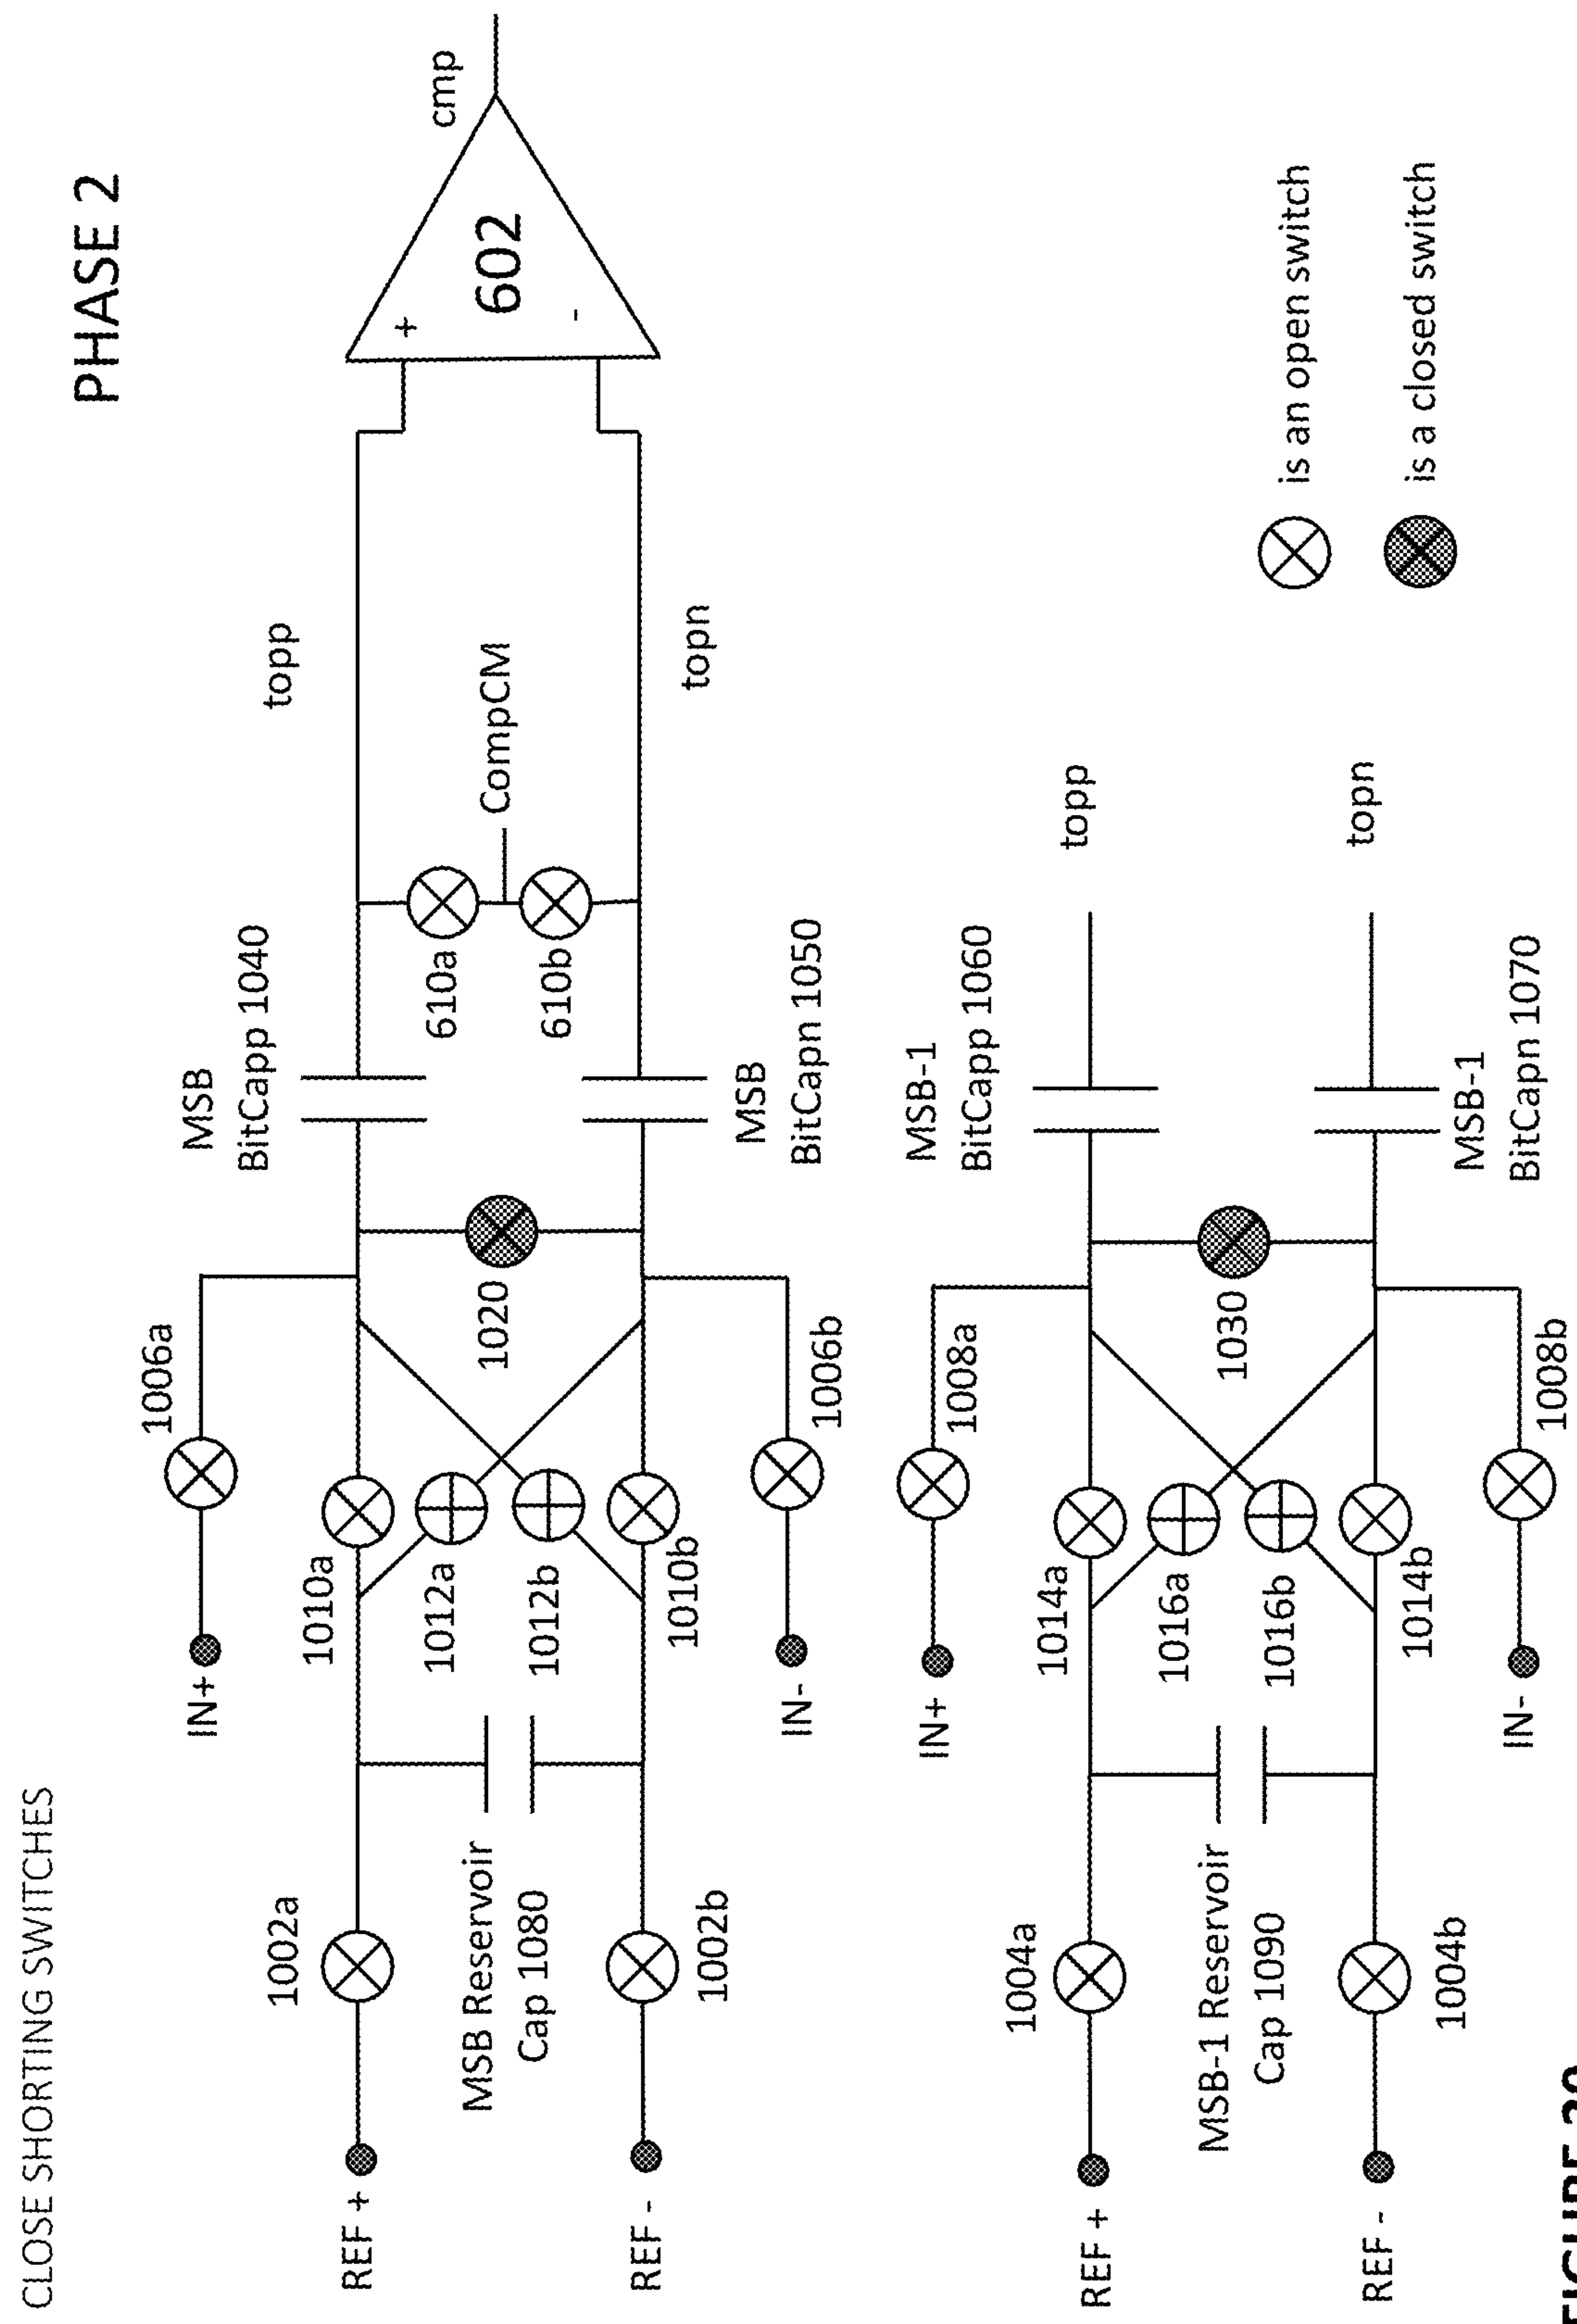 CLOSE SHORTING SWITCHES
PHASE 2
IN+
1006a
MSB
BitCapp 1040
topp
cmp
REF +
1002a
1010a
MSB Reservoir
Cap 1080
1012a
1012b
1020
610a
610b
CompCM
+
602
-
REF -
1002b
1010b
MSB
BitCapn 1050
topn
IN-
1006b
IN+
1008a
MSB-1
BitCapp 1060
topp
REF +
1004a
1014a
MSB-1 Reservoir
Cap 1090
1016a
1016b
1030
is an open switch
is a closed switch
REF -
1004b
1014b
MSB-1
BitCapn 1070
topn
IN-
1008b